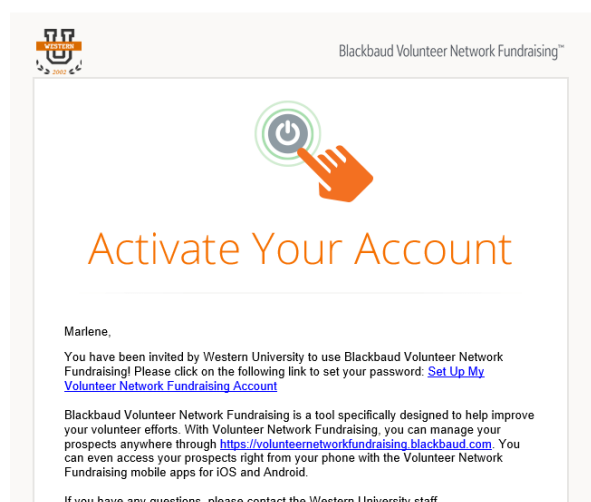 WESTERN
2002
Blackbaud Volunteer Network Fundraising™
Activate Your Account
Marlene,
You have been invited by Western University to use Blackbaud Volunteer Network
Fundraising! Please click on the following link to set your password: Set Up My
Volunteer Network Fundraising Account
Blackbaud Volunteer Network Fundraising is a tool specifically designed to help improve
your volunteer efforts. With Volunteer Network Fundraising, you can manage your
prospects anywhere through https://volunteernetworkfundraising.blackbaud.com. You
can even access your prospects right from your phone with the Volunteer Network
Fundraising mobile apps for iOS and Android.
If you have any questions, please contact the Western University staff